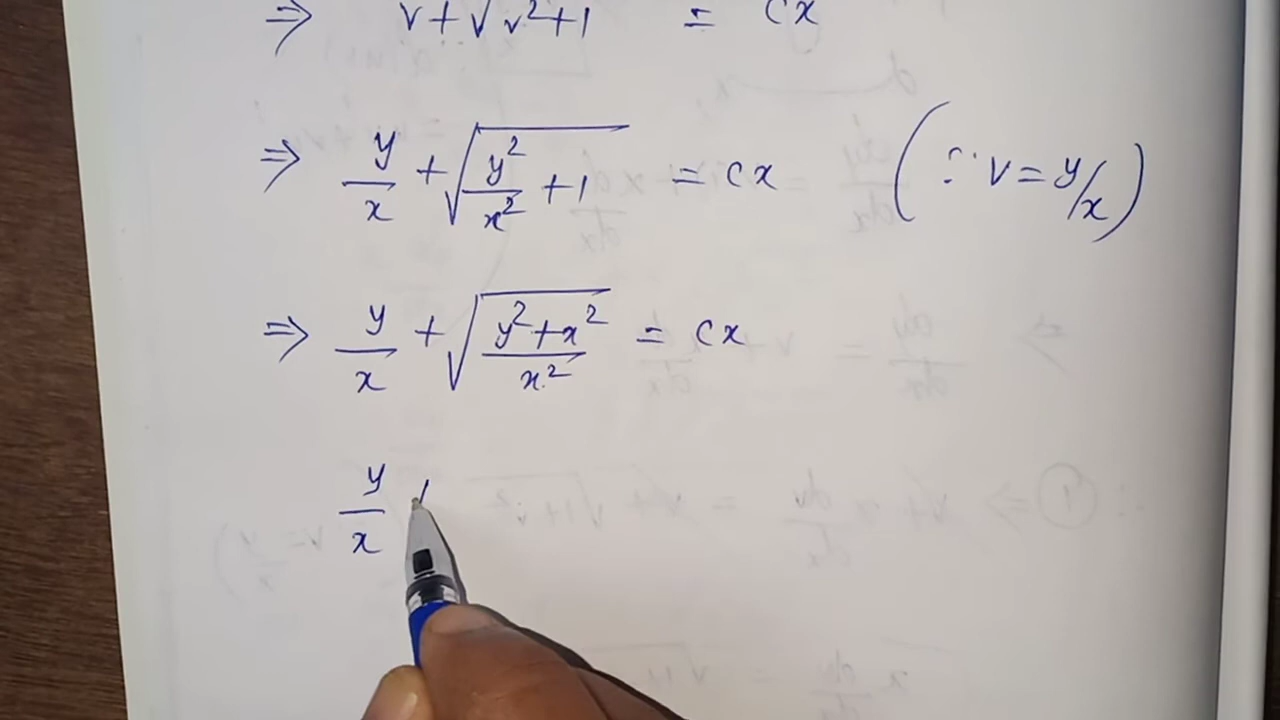 ⇒ v+√v²+1 = cx
⇒ y/x + √(y²/x² + 1) = cx (∵ v = y/x)
⇒ y/x + √((y²+x²)/x²) = cx
y/x